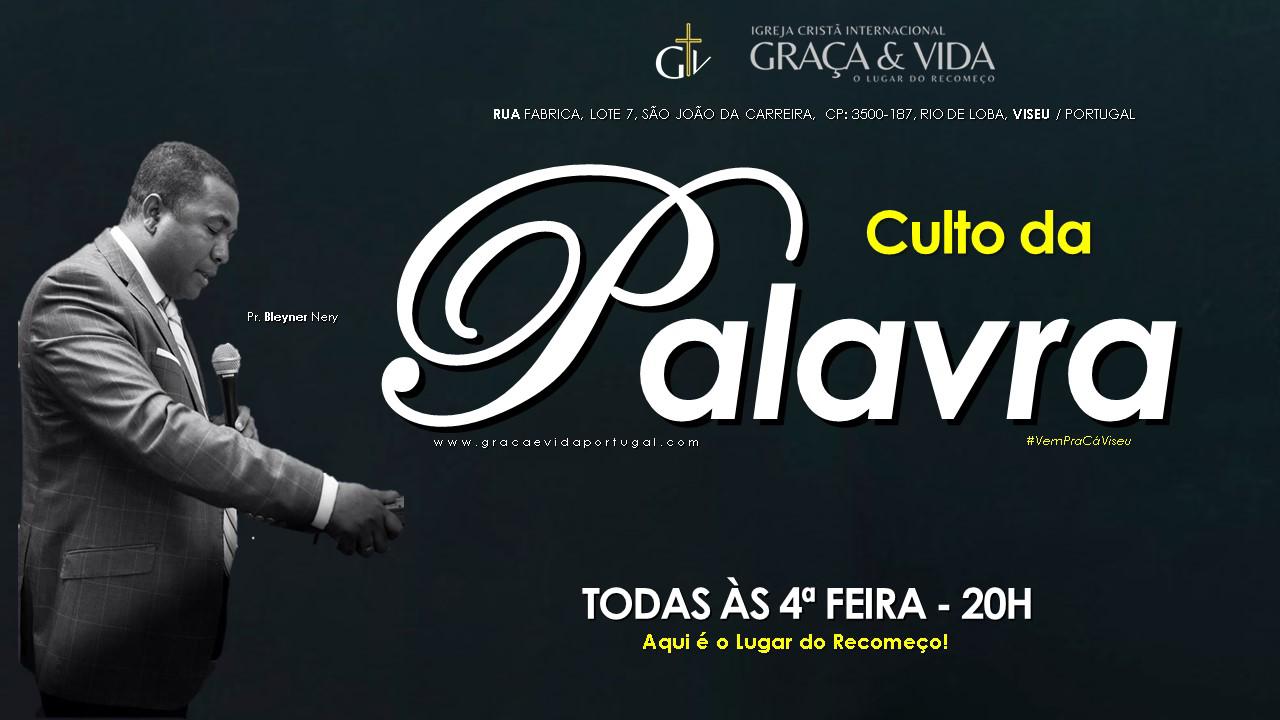 GV
IGREJA CRISTÃ INTERNACIONAL
GRAÇA & VIDA
O LUGAR DO RECOMEÇO
RUA FABRICA, LOTE 7, SÃO JOÃO DA CARREIRA, CP: 3500-187, RIO DE LOBA, VISEU / PORTUGAL
Culto da
Palavra
Pr. Bleyner Nery
www.gracaevidaportugal.com
#VemPraCáViseu
TODAS ÀS 4ª FEIRA - 20H
Aqui é o Lugar do Recomeço!